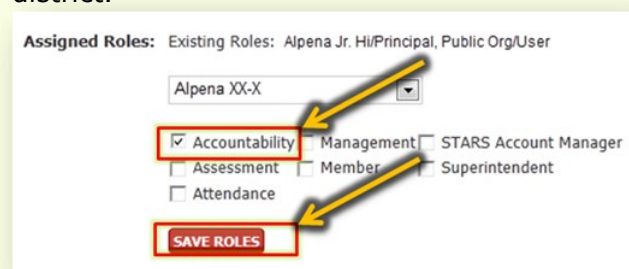 district.
Assigned Roles: Existing Roles: Alpena Jr. Hi/Principal, Public Org/User
Alpena XX-X
Accountability Management STARS Account Manager
Assessment Member Superintendent
Attendance
SAVE ROLES